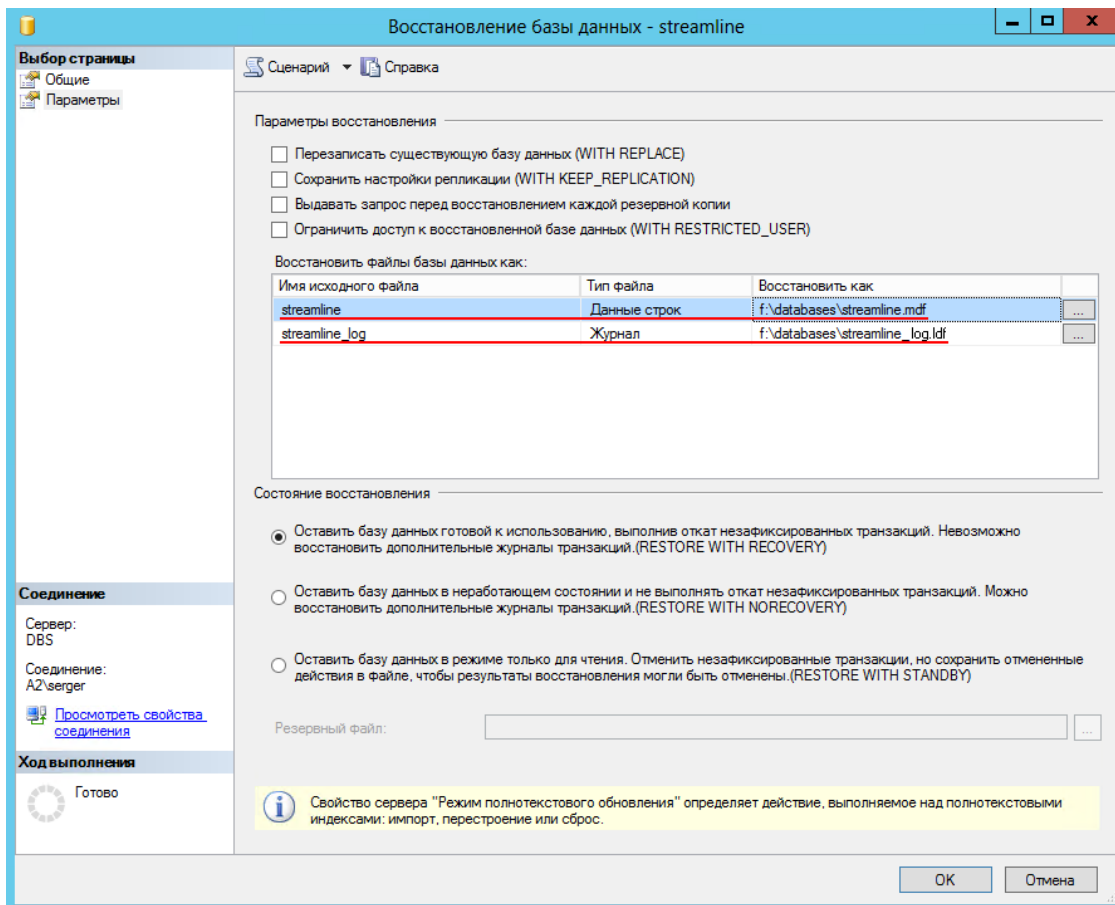 Восстановление базы данных - streamline
Выбор страницы
Общие
Параметры
Сценарий
Справка
Параметры восстановления
Перезаписать существующую базу данных (WITH REPLACE)
Сохранить настройки репликации (WITH KEEP_REPLICATION)
Выдавать запрос перед восстановлением каждой резервной копии
Ограничить доступ к восстановленной базе данных (WITH RESTRICTED_USER)
Восстановить файлы базы данных как:
Имя исходного файла Тип файла Восстановить как
streamline Данные строк f:\databases\streamline.mdf ...
streamline_log Журнал f:\databases\streamline_log.ldf ...
Состояние восстановления
Оставить базу данных готовой к использованию, выполнив откат незафиксированных транзакций. Невозможно
восстановить дополнительные журналы транзакций.(RESTORE WITH RECOVERY)
Оставить базу данных в неработающем состоянии и не выполнять откат незафиксированных транзакций. Можно
восстановить дополнительные журналы транзакций.(RESTORE WITH NORECOVERY)
Оставить базу данных в режиме только для чтения. Отменить незафиксированные транзакции, но сохранить отмененные
действия в файле, чтобы результаты восстановления могли быть отменены.(RESTORE WITH STANDBY)
Резервный файл: ...
Соединение
Сервер:
DBS
Соединение:
A2\serger
Просмотреть свойства
соединения
Ход выполнения
Готово
Свойство сервера "Режим полнотекстового обновления" определяет действие, выполняемое над полнотекстовыми
индексами: импорт, перестроение или сброс.
OK Отмена